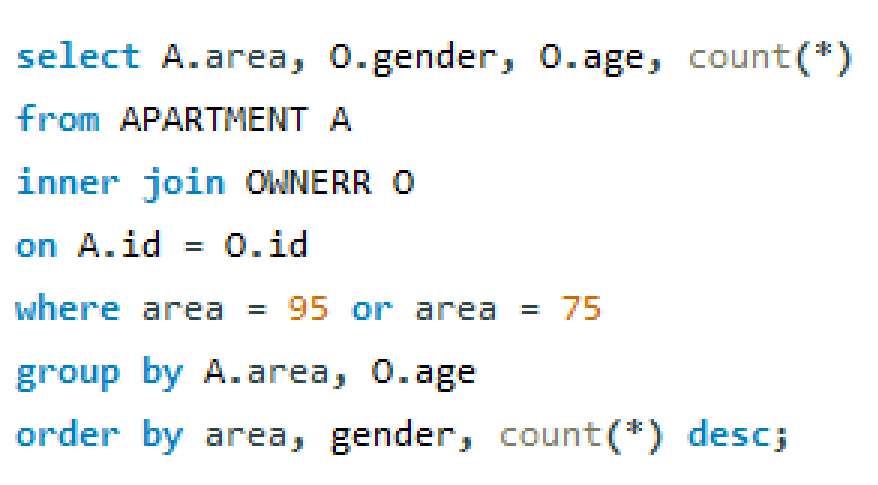 select A.area, O.gender, O.age, count(*)
from APARTMENT A
inner join OWNERR O
on A.id = O.id
where area = 95 or area = 75
group by A.area, O.age
order by area, gender, count(*) desc;